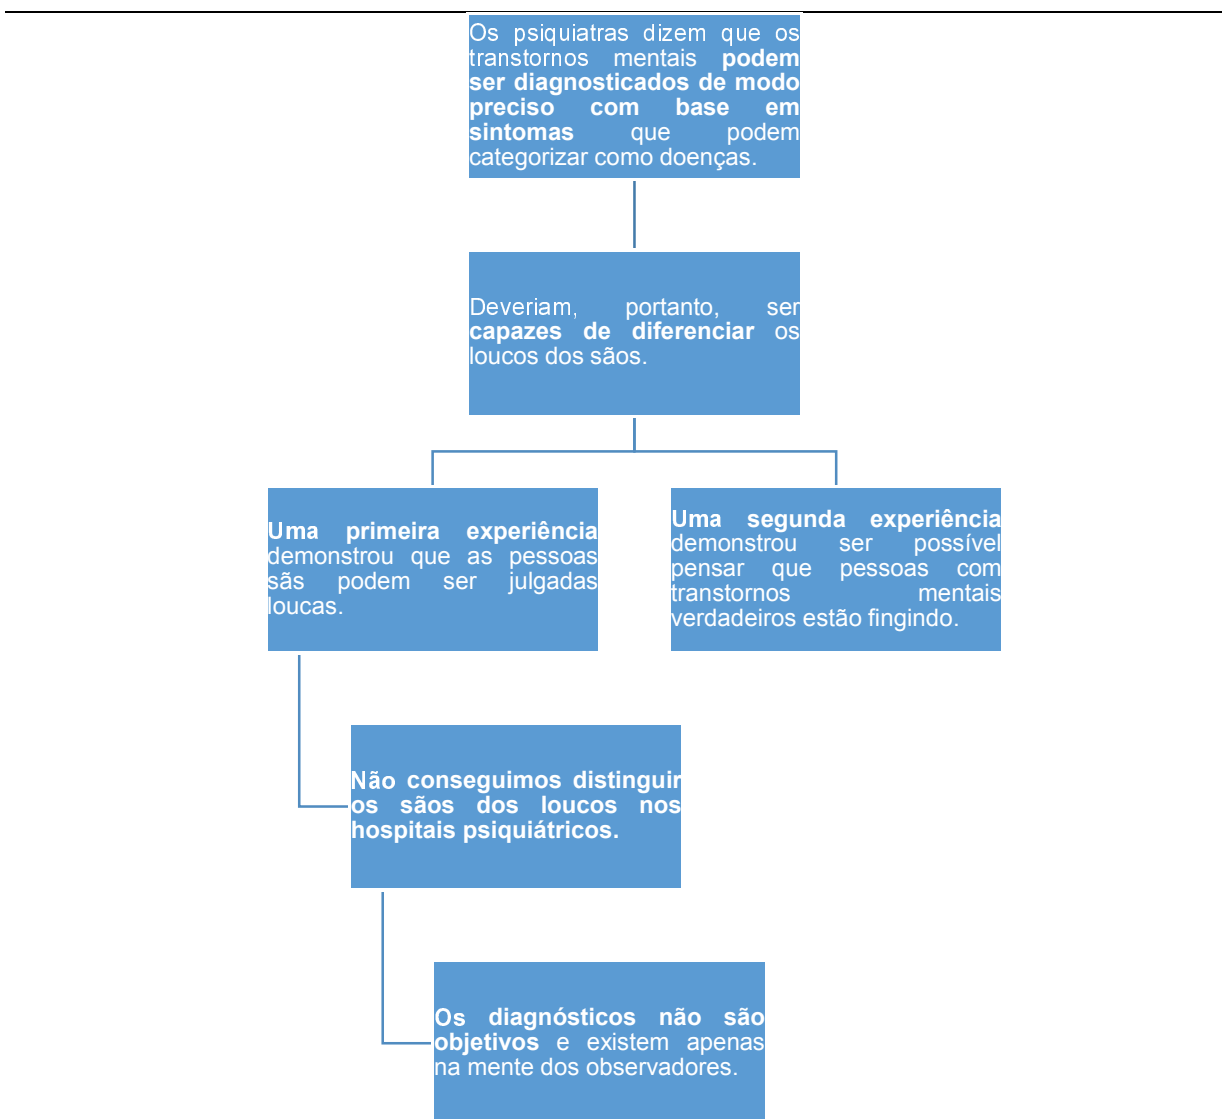 Os psiquiatras dizem que os
transtornos mentais podem
ser diagnosticados de modo
preciso com base em
sintomas que podem
categorizar como doenças.
Deveriam, portanto, ser
capazes de diferenciar os
loucos dos sãos.
Uma primeira experiência
demonstrou que as pessoas
sãs podem ser julgadas
loucas.
Uma segunda experiência
demonstrou ser possível
pensar que pessoas com
transtornos mentais
verdadeiros estão fingindo.
Não conseguimos distinguir
os sãos dos loucos nos
hospitais psiquiátricos.
Os diagnósticos não são
objetivos e existem apenas
na mente dos observadores.